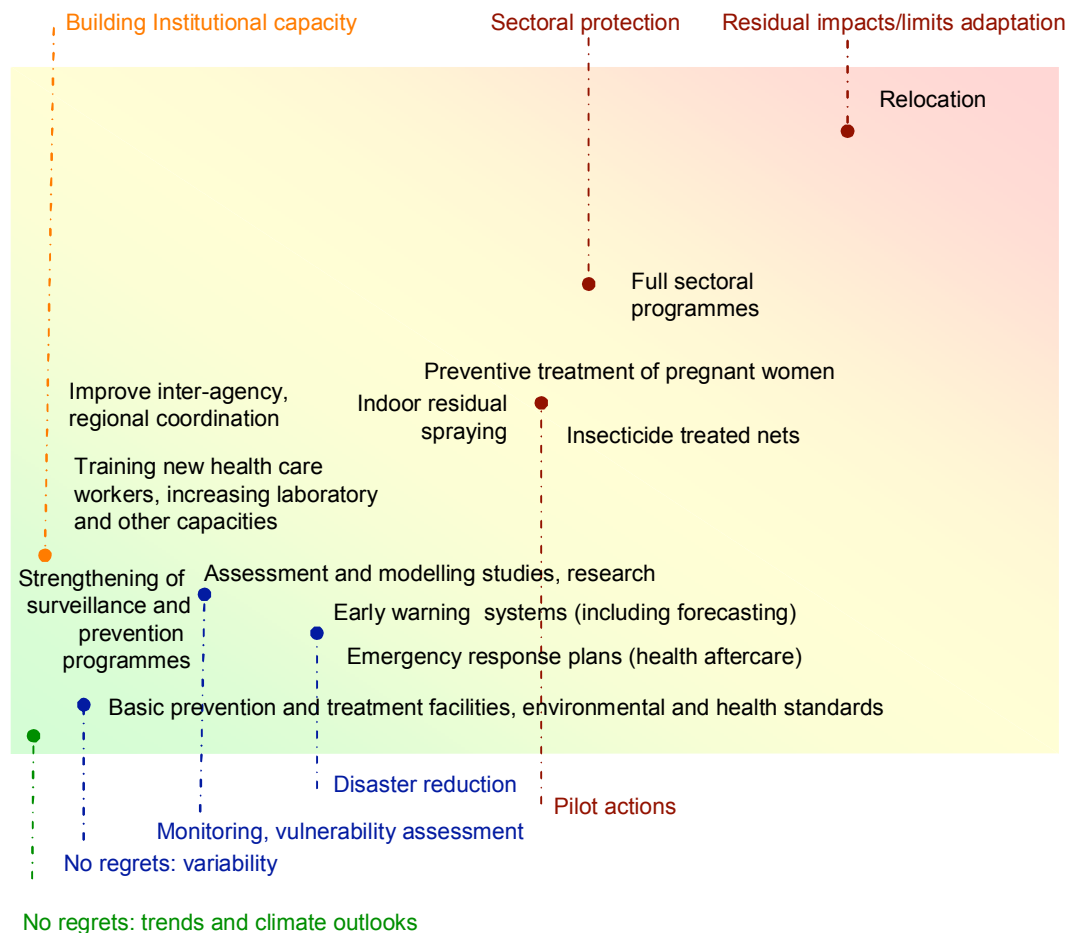 Building Institutional capacity
Sectoral protection
Residual impacts/limits adaptation
Relocation
Full sectoral
programmes
Preventive treatment of pregnant women
Improve inter-agency,
regional coordination
Indoor residual
spraying
Insecticide treated nets
Training new health care
workers, increasing laboratory
and other capacities
Strengthening of
surveillance and
prevention
programmes
Assessment and modelling studies, research
Early warning  systems (including forecasting)
Emergency response plans (health aftercare)
Basic prevention and treatment facilities, environmental and health standards
Disaster reduction
Pilot actions
Monitoring, vulnerability assessment
No regrets: variability
No regrets: trends and climate outlooks